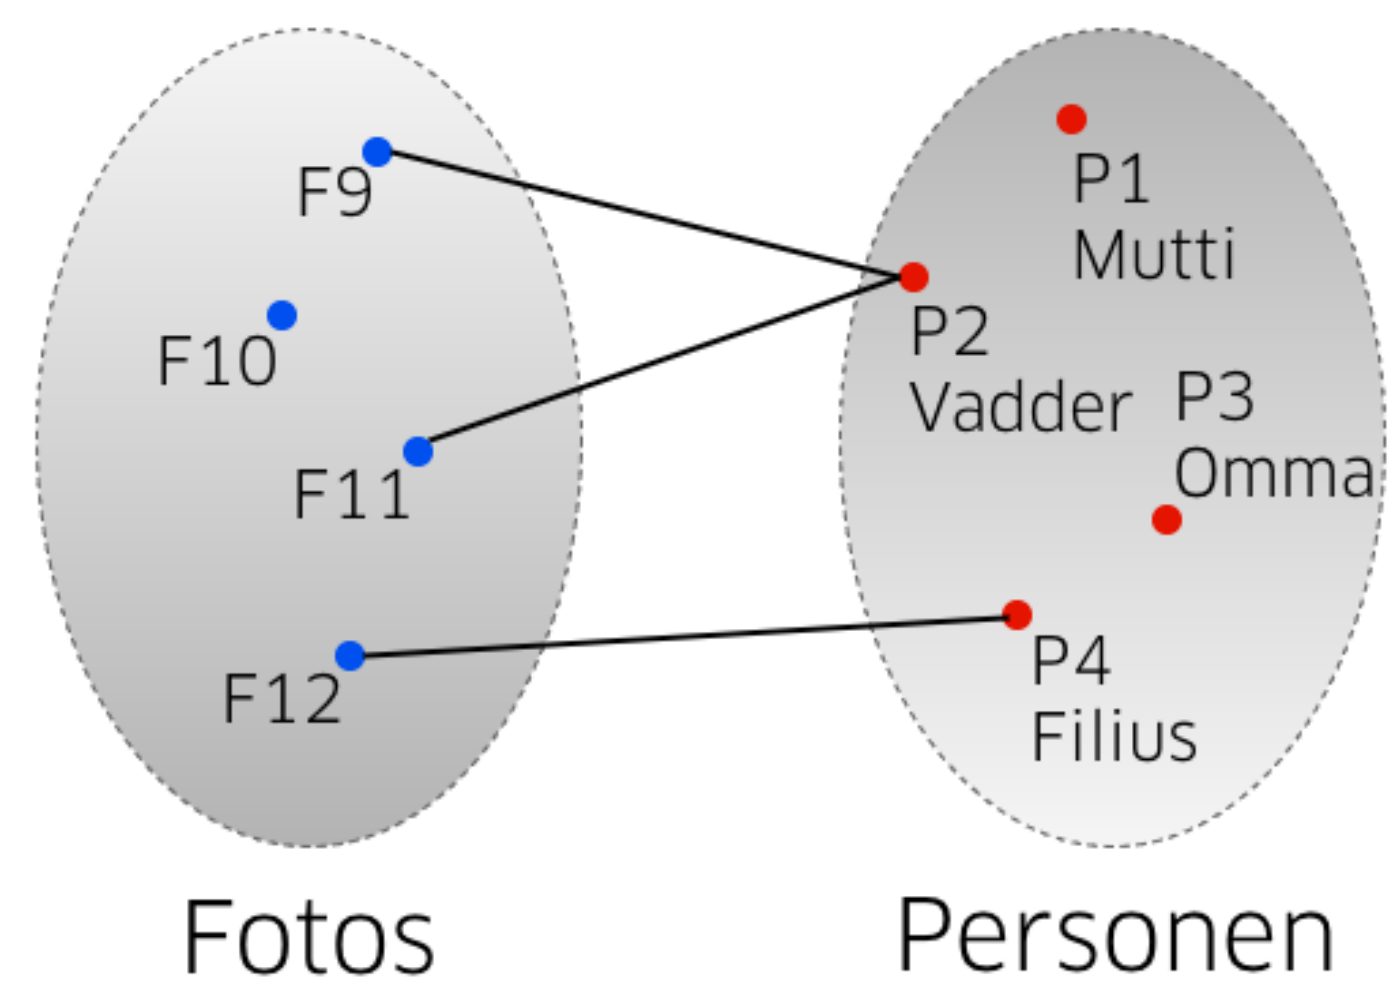 F9
F10
F11
F12
Fotos
P1
Mutti
P2
Vadder
P3
Omma
P4
Filius
Personen